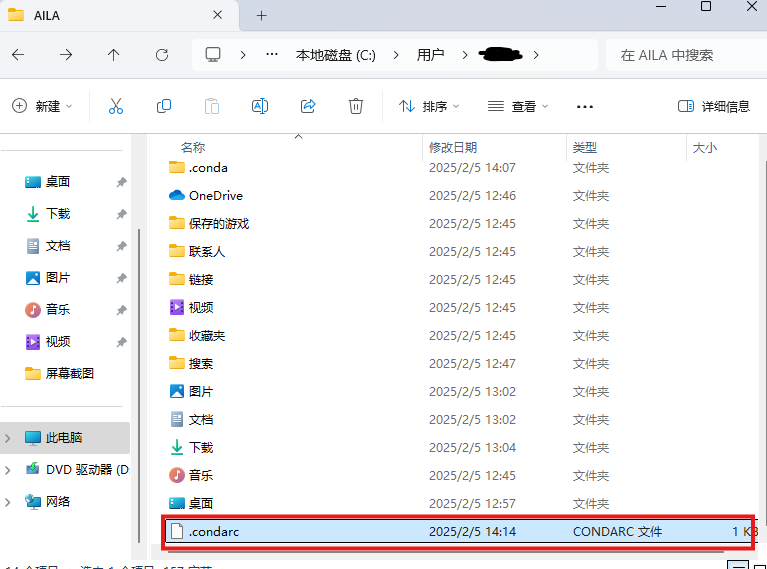 AILA
本地磁盘 (C:) 用户
在 AILA 中搜索
新建 排序 查看 详细信息
名称 修改日期 类型 大小
.conda 2025/2/5 14:07 文件夹
OneDrive 2025/2/5 12:46 文件夹
保存的游戏 2025/2/5 12:45 文件夹
联系人 2025/2/5 12:45 文件夹
链接 2025/2/5 12:45 文件夹
视频 2025/2/5 12:45 文件夹
收藏夹 2025/2/5 12:45 文件夹
搜索 2025/2/5 12:47 文件夹
图片 2025/2/5 13:02 文件夹
文档 2025/2/5 13:02 文件夹
下载 2025/2/5 13:04 文件夹
音乐 2025/2/5 12:45 文件夹
桌面 2025/2/5 12:57 文件夹
.condarc 2025/2/5 14:14 CONDARC 文件 1 KB
桌面
下载
文档
图片
音乐
视频
屏幕截图
此电脑
DVD 驱动器 (D
网络